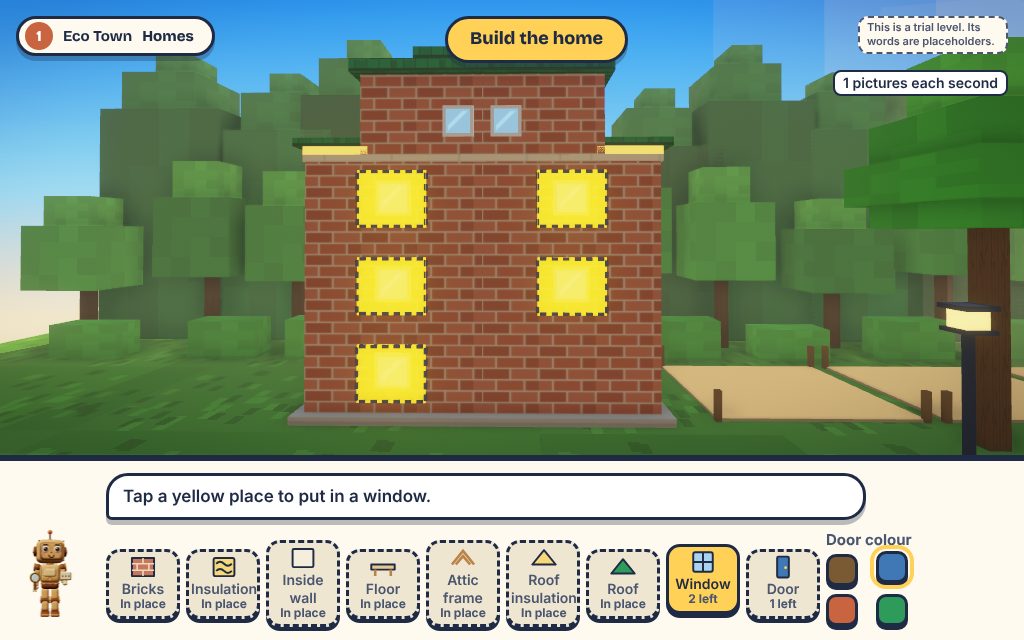 1 Eco Town Homes
Build the home
This is a trial level. Its
words are placeholders.
1 pictures each second
Tap a yellow place to put in a window.
Door colour
Bricks
In place
Insulation
In place
Inside
wall
In place
Floor
In place
Attic
frame
In place
Roof
insulation
In place
Roof
In place
Window
2 left
Door
1 left